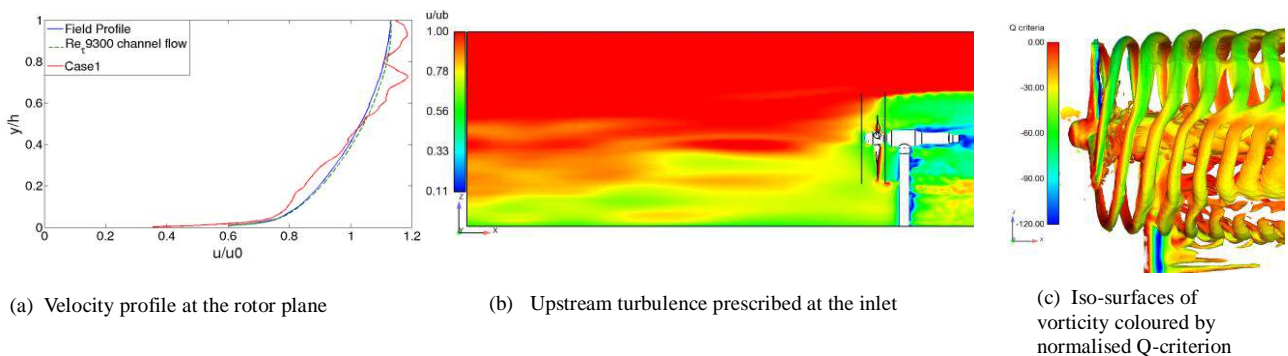 Field Profile
Re_τ9300 channel flow
Case1
1
0.8
0.6
0.4
0.2
0
y/h
0 0.2 0.4 0.6 0.8 1 1.2
u/u0
(a) Velocity profile at the rotor plane
u/ub
1.00
0.78
0.56
0.33
0.11
z
y x
(b) Upstream turbulence prescribed at the inlet
Q criteria
0.00
-30.00
-60.00
-90.00
-120.00
z
y x
(c) Iso-surfaces of
vorticity coloured by
normalised Q-criterion